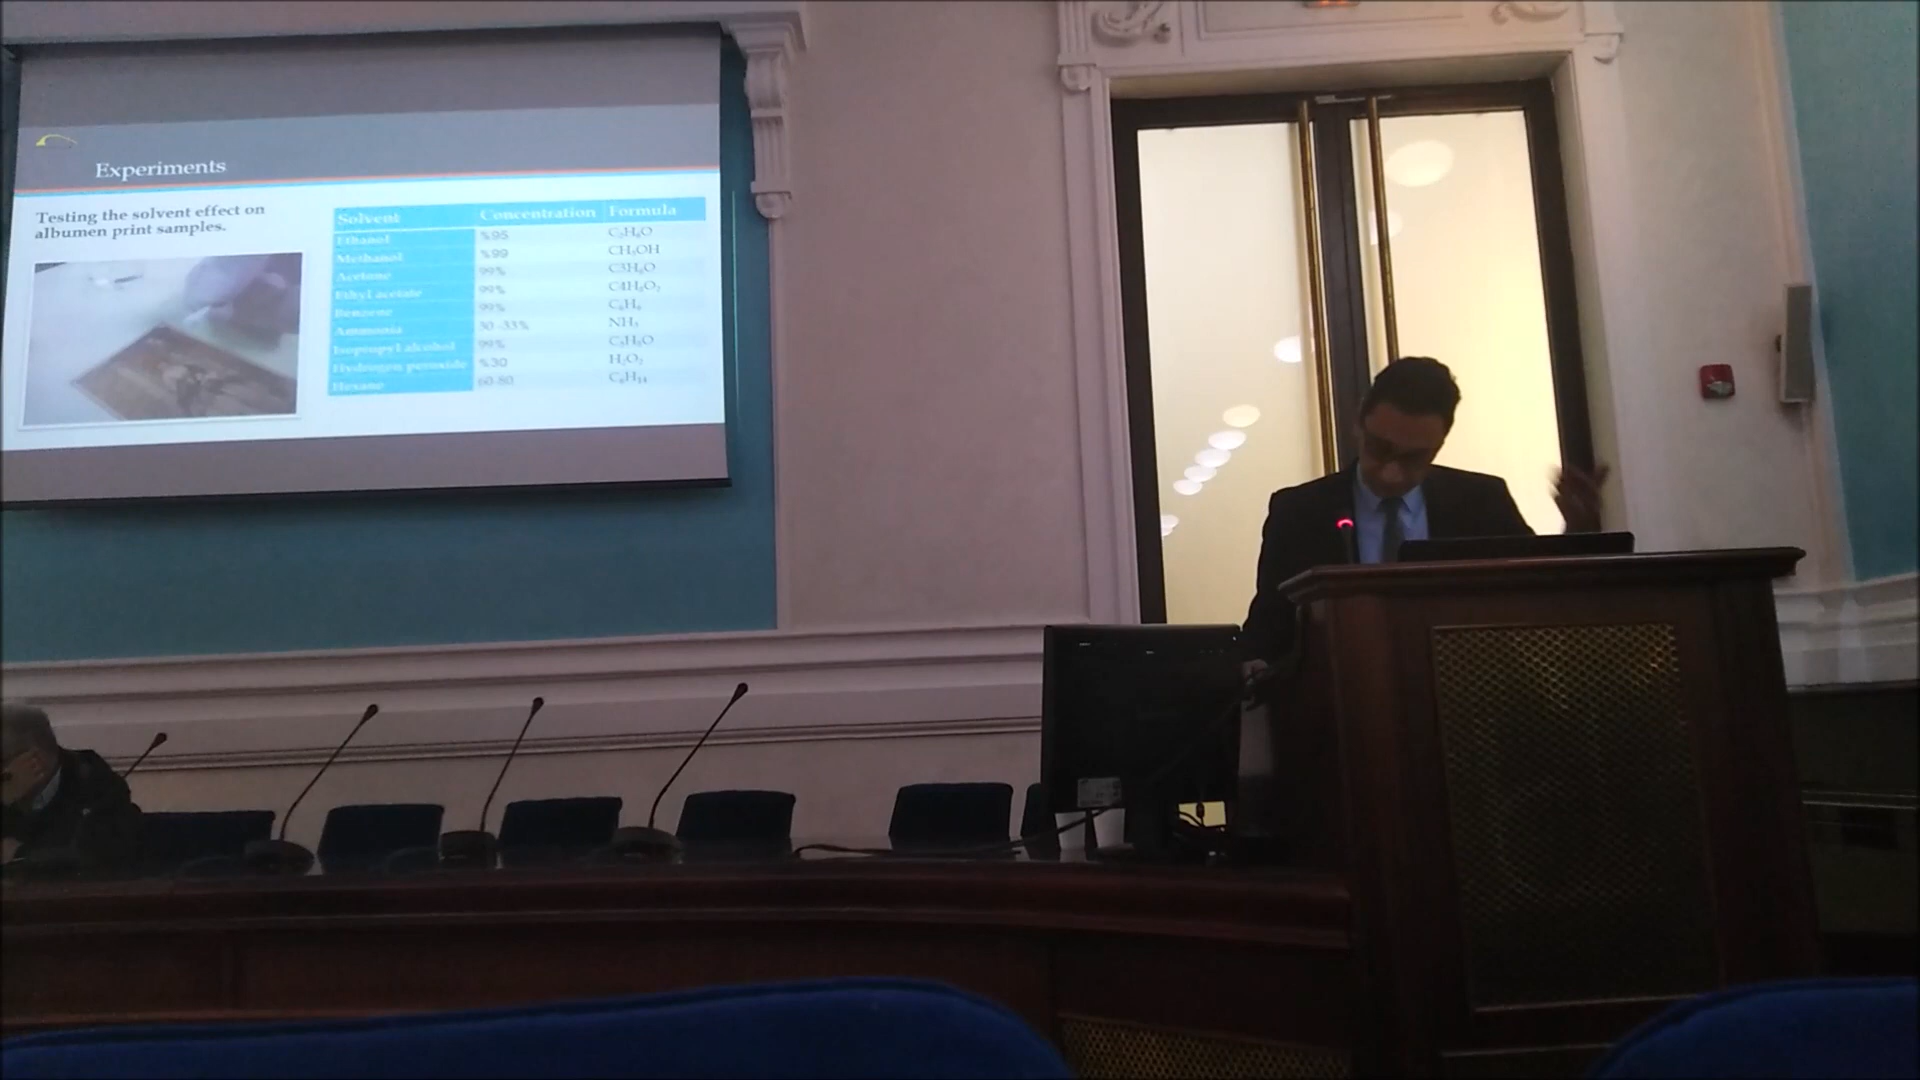 Experiments
Testing the solvent effect on
albumen print samples.
Solvent Concentration Formula
Ethanol %95 C₂H₆O
Methanol %99 CH₃OH
Acetone 99% C3H₆O
Ethyl acetate 99% C4H₈O₂
Benzene 99% C₆H₆
Ammonia 30 -33% NH₃
Isopropyl alcohol 99% C₃H₈O
Hydrogen peroxide %30 H₂O₂
Hexane 60-80 C₆H₁₄